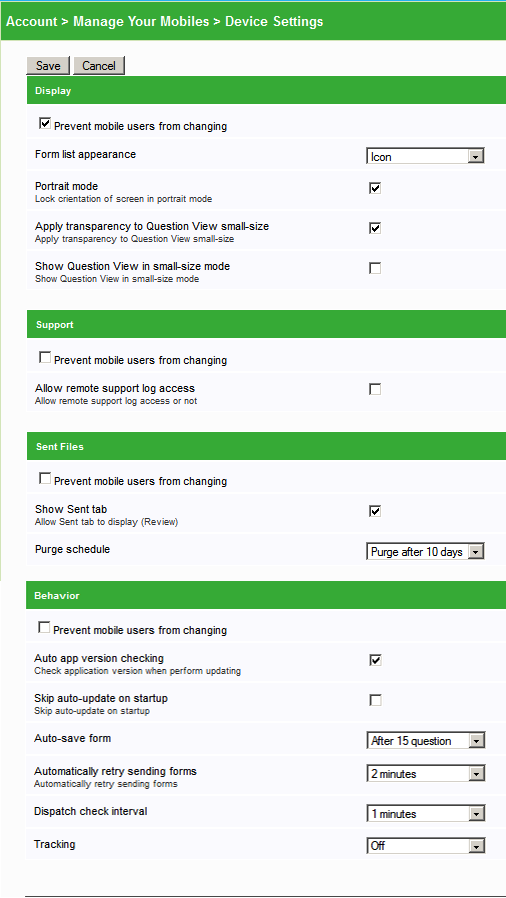 Account > Manage Your Mobiles > Device Settings
Save Cancel
Display
Prevent mobile users from changing
Form list appearance Icon
Portrait mode
Lock orientation of screen in portrait mode
Apply transparency to Question View small-size
Apply transparency to Question View small-size
Show Question View in small-size mode
Show Question View in small-size mode
Support
Prevent mobile users from changing
Allow remote support log access
Allow remote support log access or not
Sent Files
Prevent mobile users from changing
Show Sent tab
Allow Sent tab to display (Review)
Purge schedule Purge after 10 days
Behavior
Prevent mobile users from changing
Auto app version checking
Check application version when perform updating
Skip auto-update on startup
Skip auto-update on startup
Auto-save form After 15 question
Automatically retry sending forms 2 minutes
Automatically retry sending forms
Dispatch check interval 1 minutes
Tracking Off